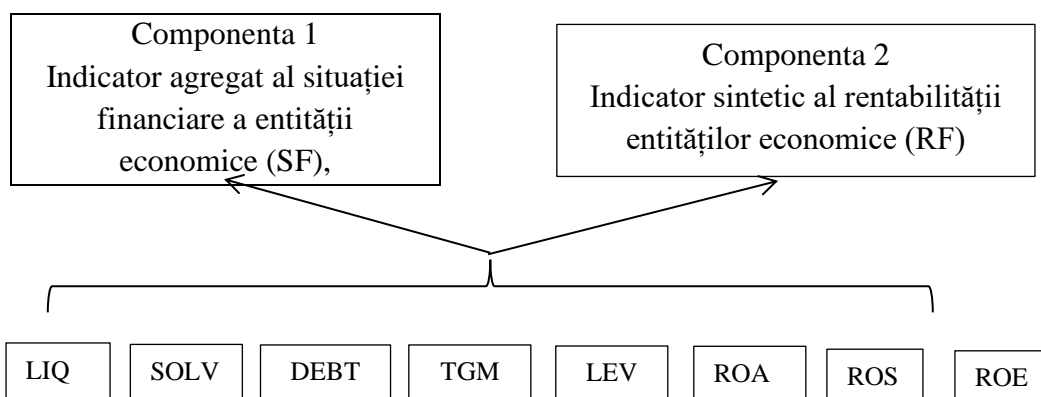 Componenta 1
Indicator agregat al situației
financiare a entității
economice (SF),
Componenta 2
Indicator sintetic al rentabilității
entităților economice (RF)
LIQ
SOLV
DEBT
TGM
LEV
ROA
ROS
ROE